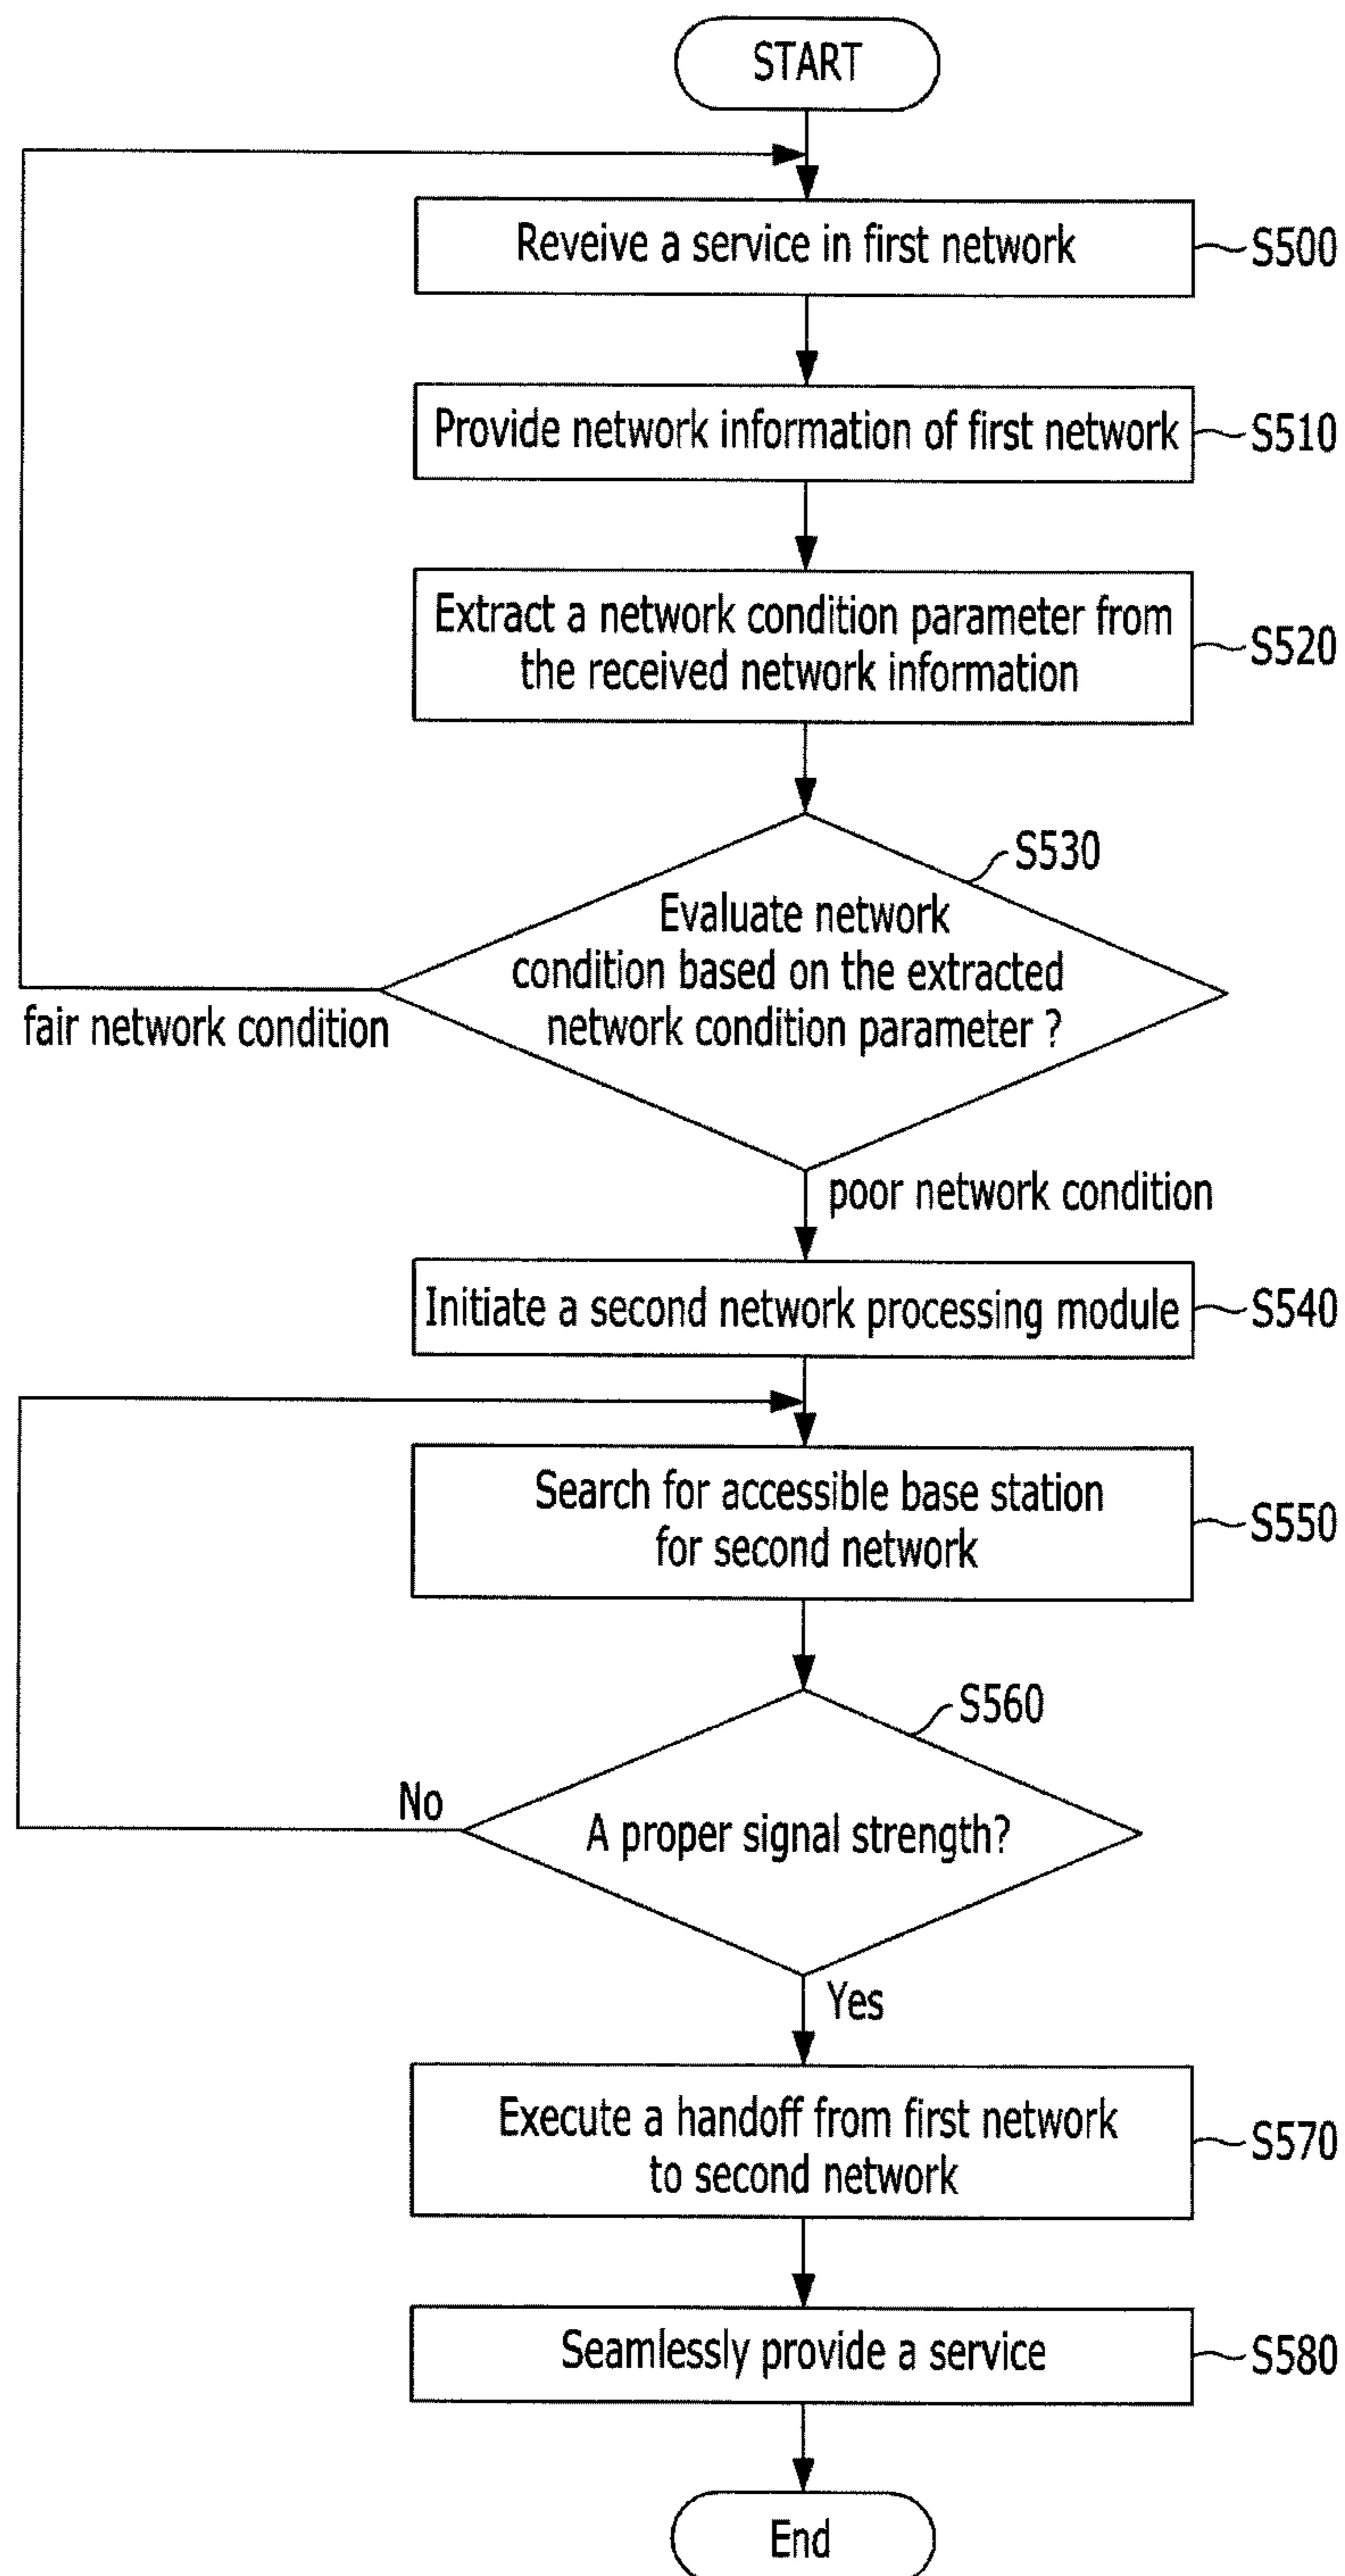 START
Reveive a service in first network
S500
Provide network information of first network
S510
Extract a network condition parameter from
the received network information
S520
S530
Evaluate network
condition based on the extracted
network condition parameter ?
fair network condition
poor network condition
Initiate a second network processing module
S540
Search for accessible base station
for second network
S550
S560
No
A proper signal strength?
Yes
Execute a handoff from first network
to second network
S570
Seamlessly provide a service
S580
End